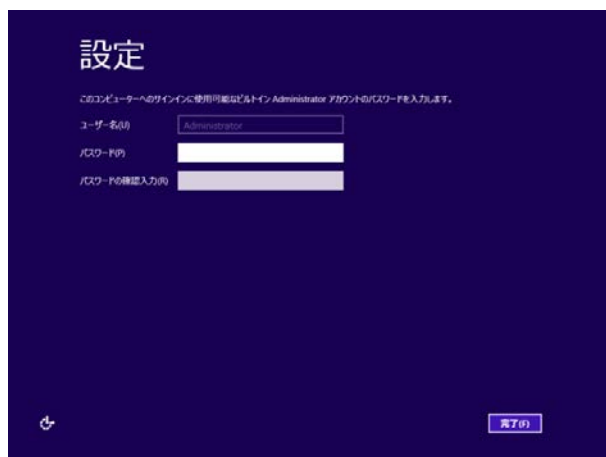 設定
このコンピューターへのサインインに使用可能なビルトイン Administrator アカウントのパスワードを入力します。
ユーザー名(U)
Administrator
パスワード(P)
パスワードの確認入力(R)
完了(F)